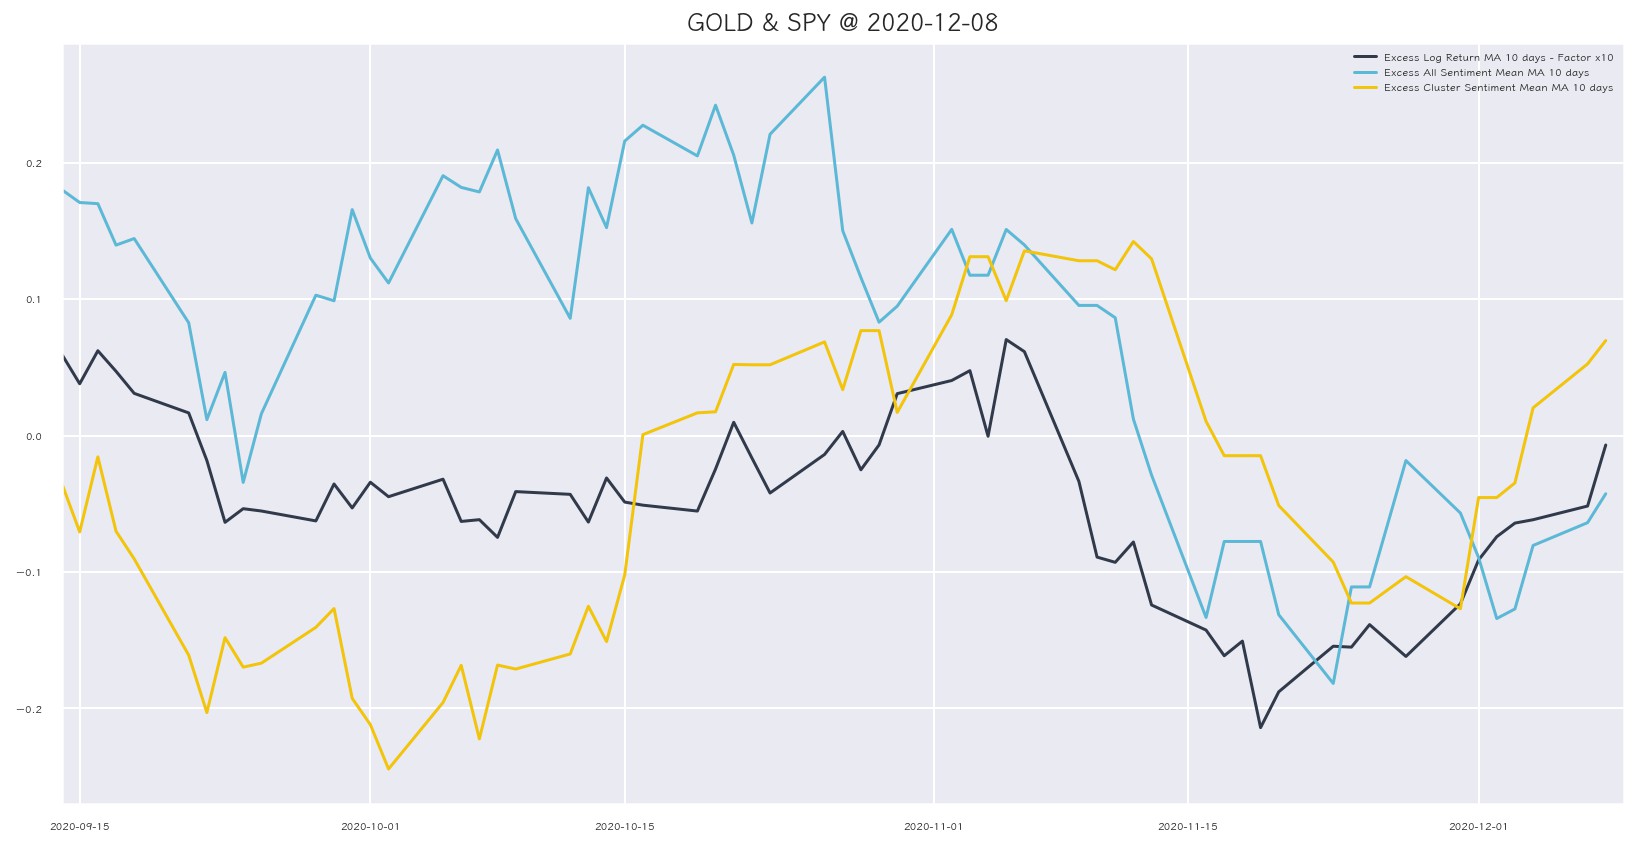 GOLD & SPY @ 2020-12-08
Excess Log Return MA 10 days - Factor x10
Excess All Sentiment Mean MA 10 days
Excess Cluster Sentiment Mean MA 10 days
0.2
0.1
0.0
−0.1
−0.2
2020-09-15 2020-10-01 2020-10-15 2020-11-01 2020-11-15 2020-12-01